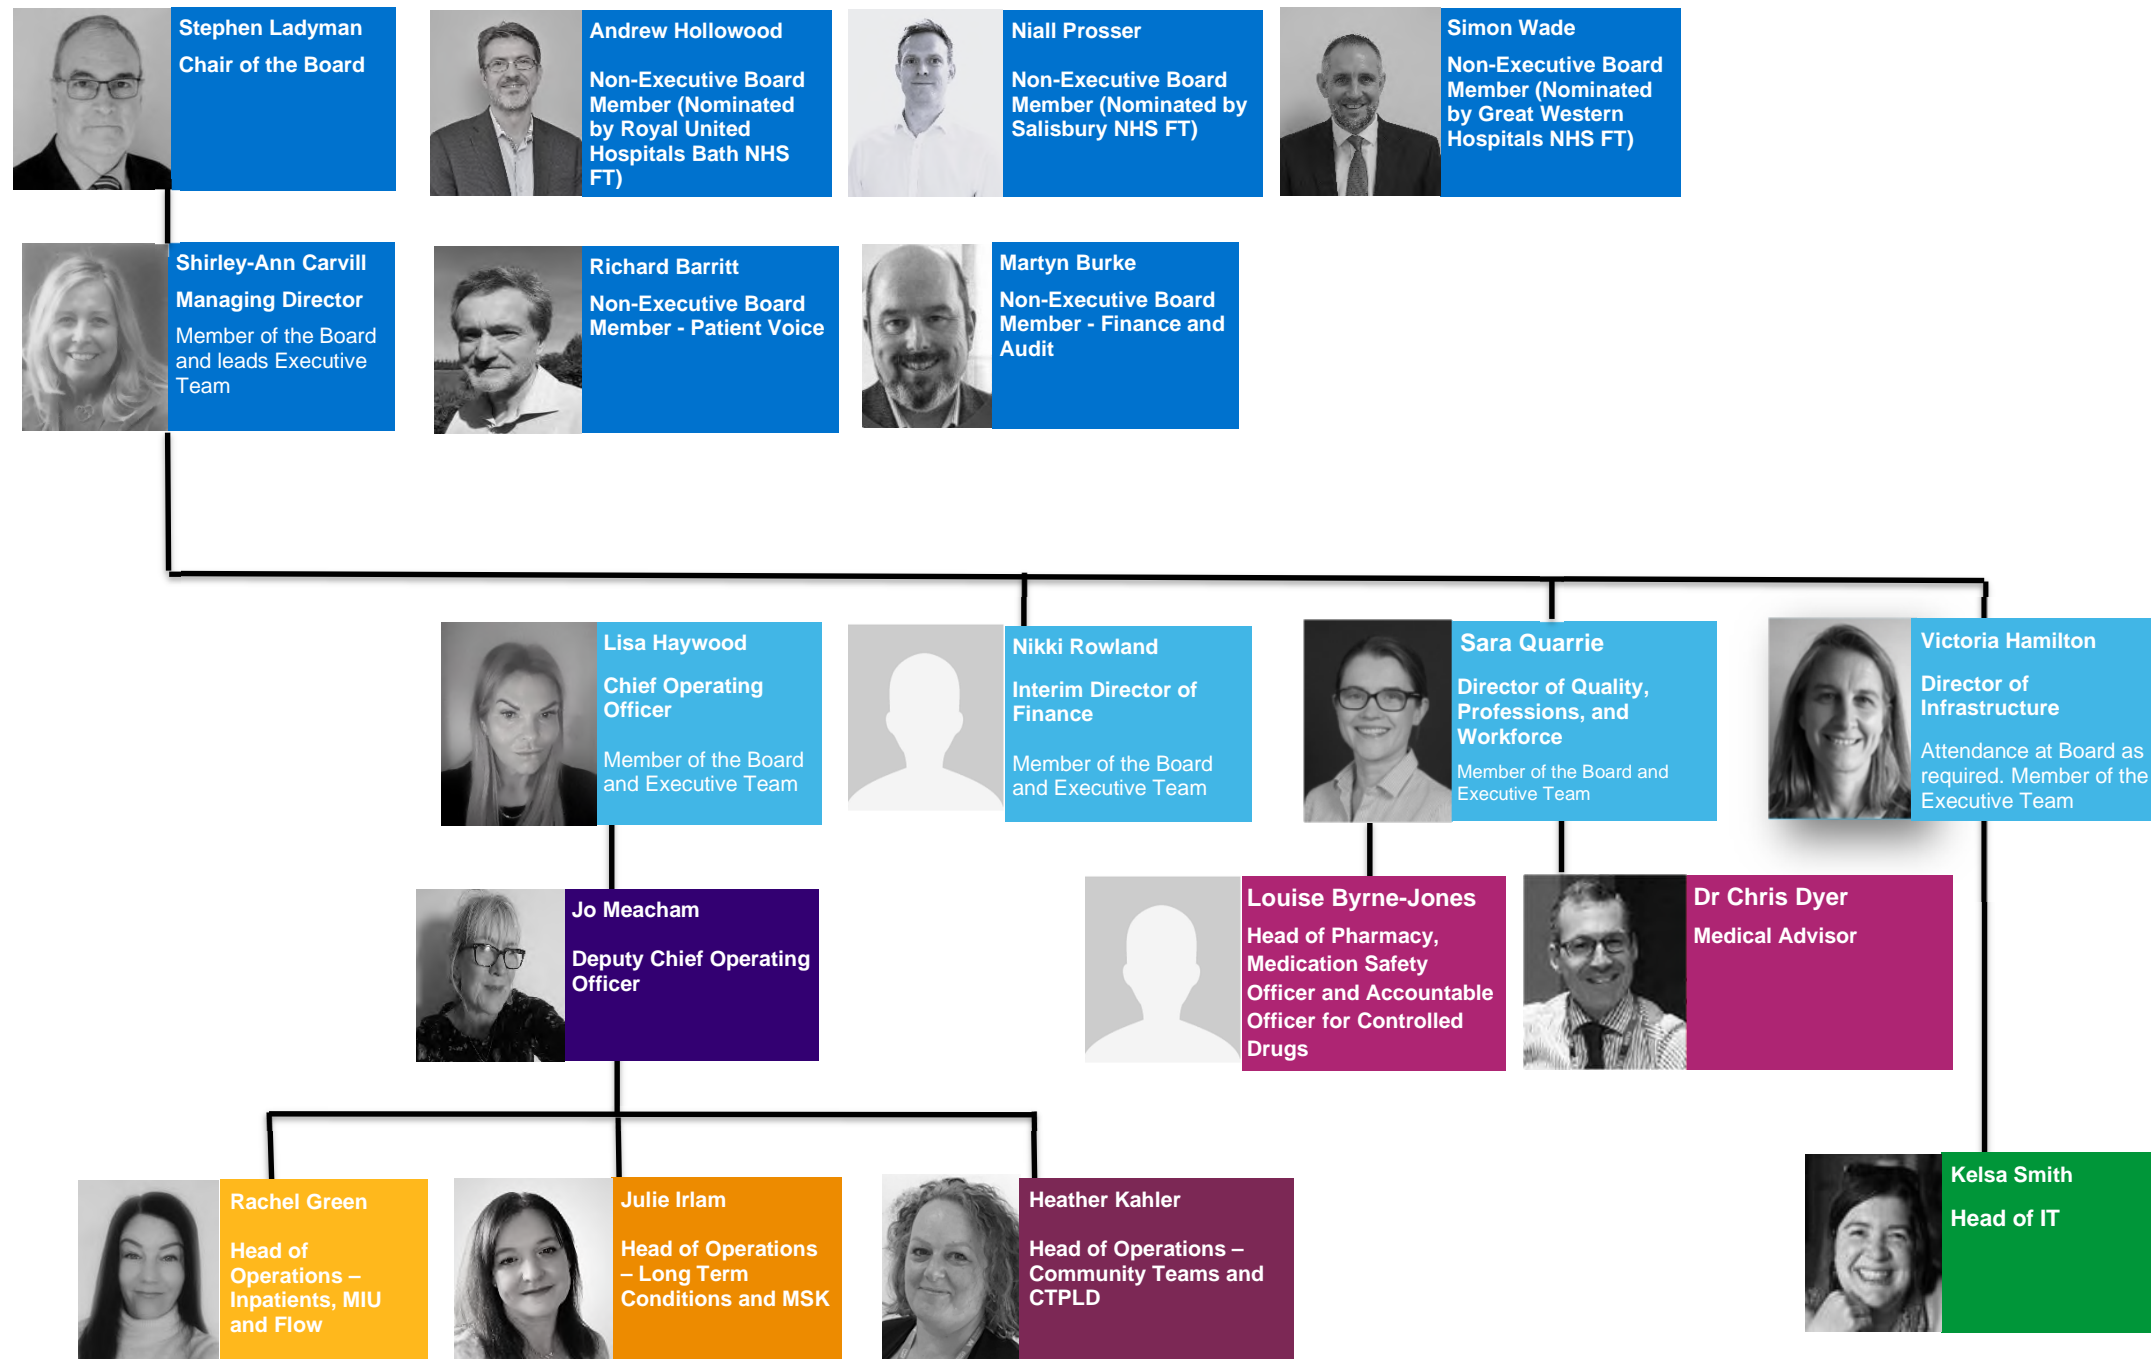 Stephen Ladyman
Chair of the Board
Andrew Hollowood
Non-Executive Board
Member (Nominated
by Royal United
Hospitals Bath NHS
FT)
Niall Prosser
Non-Executive Board
Member (Nominated by
Salisbury NHS FT)
Simon Wade
Non-Executive Board
Member (Nominated
by Great Western
Hospitals NHS FT)
Shirley-Ann Carvill
Managing Director
Member of the Board
and leads Executive
Team
Richard Barritt
Non-Executive Board
Member - Patient Voice
Martyn Burke
Non-Executive Board
Member - Finance and
Audit
Lisa Haywood
Chief Operating
Officer
Member of the Board
and Executive Team
Nikki Rowland
Interim Director of
Finance
Member of the Board
and Executive Team
Sara Quarrie
Director of Quality,
Professions, and
Workforce
Member of the Board and
Executive Team
Victoria Hamilton
Director of
Infrastructure
Attendance at Board as
required. Member of the
Executive Team
Jo Meacham
Deputy Chief Operating
Officer
Louise Byrne-Jones
Head of Pharmacy,
Medication Safety
Officer and Accountable
Officer for Controlled
Drugs
Dr Chris Dyer
Medical Advisor
Rachel Green
Head of
Operations –
Inpatients, MIU
and Flow
Julie Irlam
Head of Operations
– Long Term
Conditions and MSK
Heather Kahler
Head of Operations –
Community Teams and
CTPLD
Kelsa Smith
Head of IT